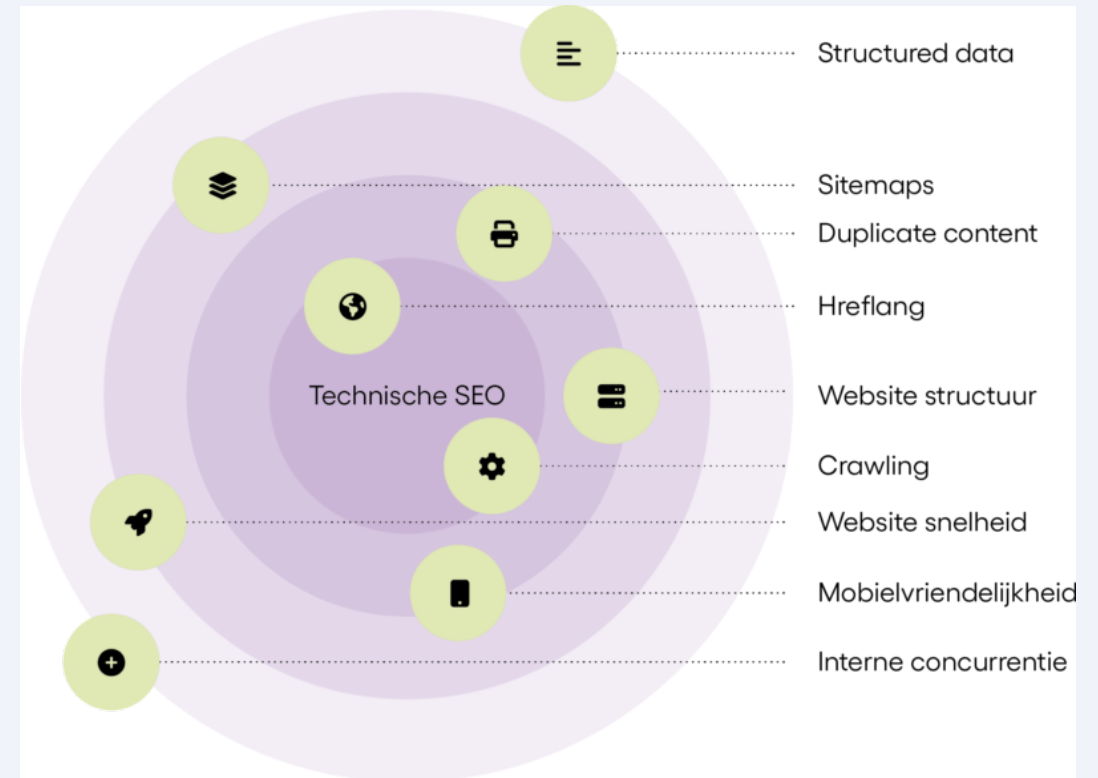 Structured data
Sitemaps
Duplicate content
Hreflang
Technische SEO
Website structuur
Crawling
Website snelheid
Mobielvriendelijkheid
Interne concurrentie